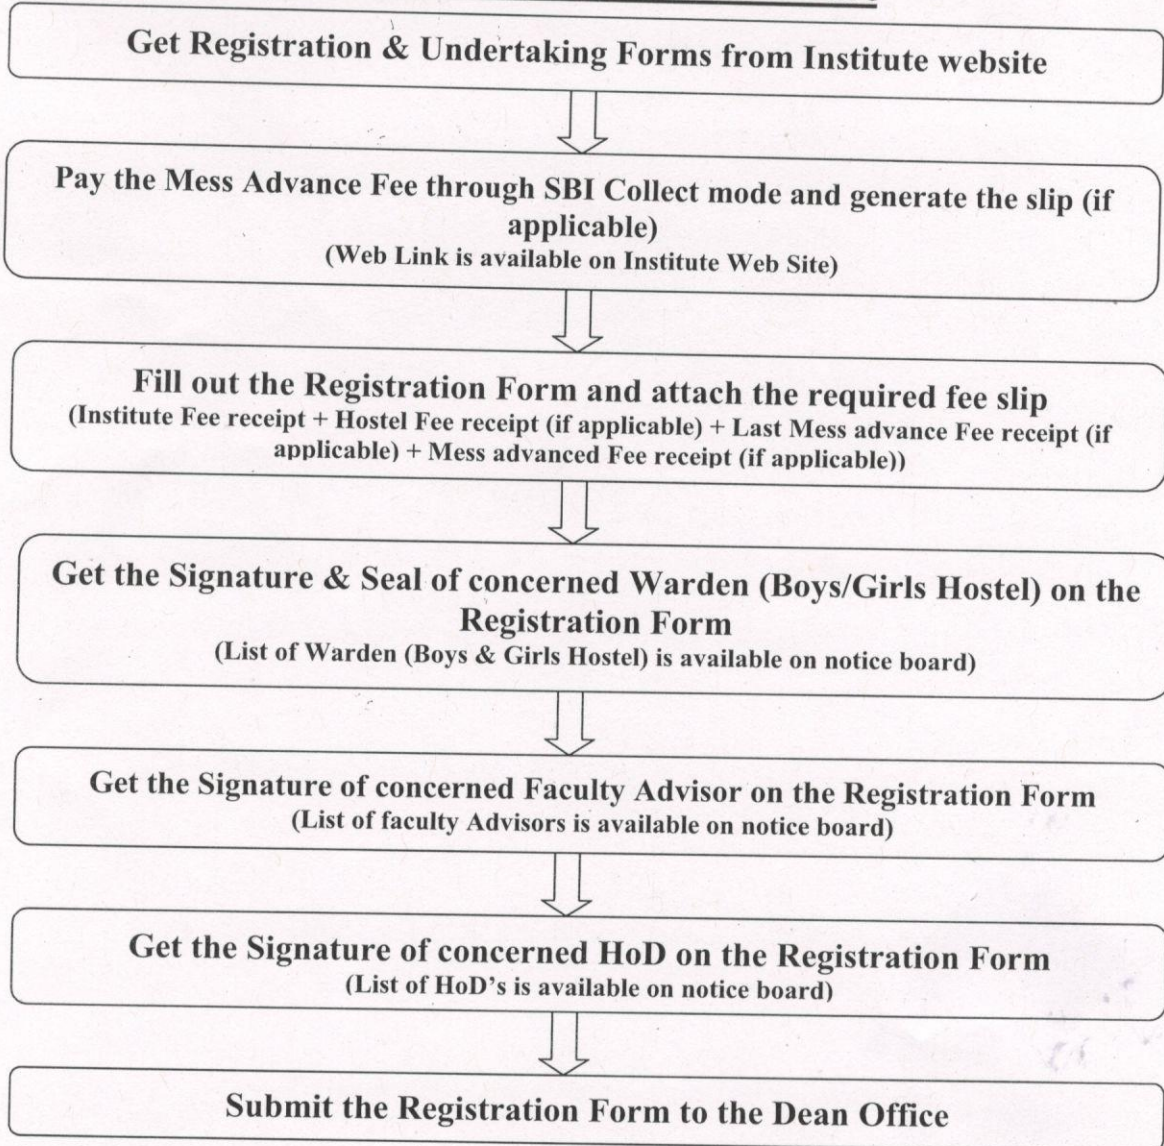 Get Registration & Undertaking Forms from Institute website
Pay the Mess Advance Fee through SBI Collect mode and generate the slip (if
applicable)
(Web Link is available on Institute Web Site)
Fill out the Registration Form and attach the required fee slip
(Institute Fee receipt + Hostel Fee receipt (if applicable) + Last Mess advance Fee receipt (if
applicable) + Mess advanced Fee receipt (if applicable))
Get the Signature & Seal of concerned Warden (Boys/Girls Hostel) on the
Registration Form
(List of Warden (Boys & Girls Hostel) is available on notice board)
Get the Signature of concerned Faculty Advisor on the Registration Form
(List of faculty Advisors is available on notice board)
Get the Signature of concerned HoD on the Registration Form
(List of HoD's is available on notice board)
Submit the Registration Form to the Dean Office